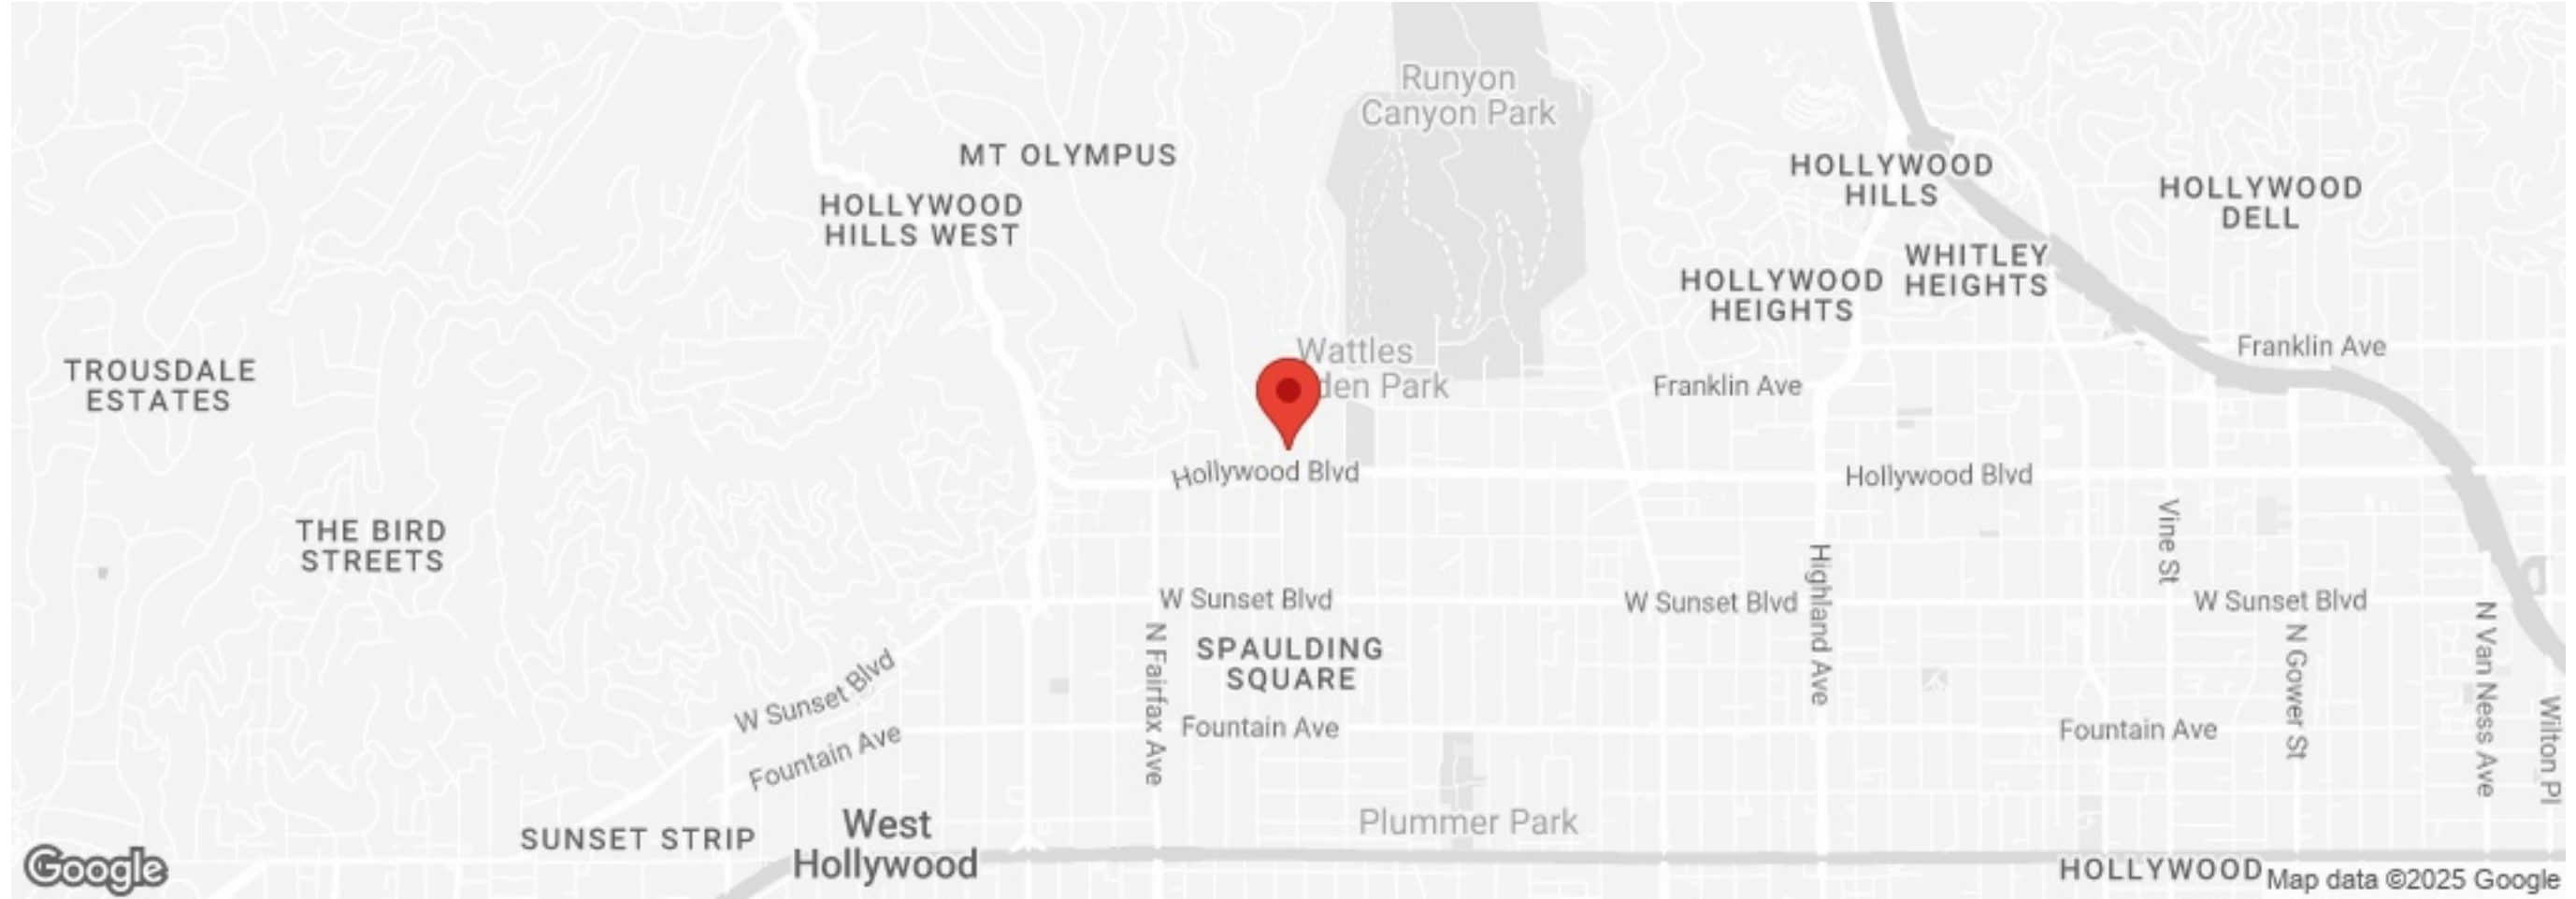 Runyon
Canyon Park
MT OLYMPUS
HOLLYWOOD
HILLS
HOLLYWOOD
DELL
HOLLYWOOD
HILLS WEST
WHITLEY
HEIGHTS
HOLLYWOOD
HEIGHTS
Wattles
den Park
Franklin Ave
TROUSDALE
ESTATES
Franklin Ave
Hollywood Blvd
Hollywood Blvd
THE BIRD
STREETS
Vine St
Highland Ave
W Sunset Blvd
W Sunset Blvd
W Sunset Blvd
N Fairfax Ave
SPAULDING
SQUARE
N Gower St
N Van Ness Ave
Wilton Pl
W Sunset Blvd
Fountain Ave
Fountain Ave
Fountain Ave
SUNSET STRIP
West
Hollywood
Plummer Park
HOLLYWOOD
Google
Map data ©2025 Google